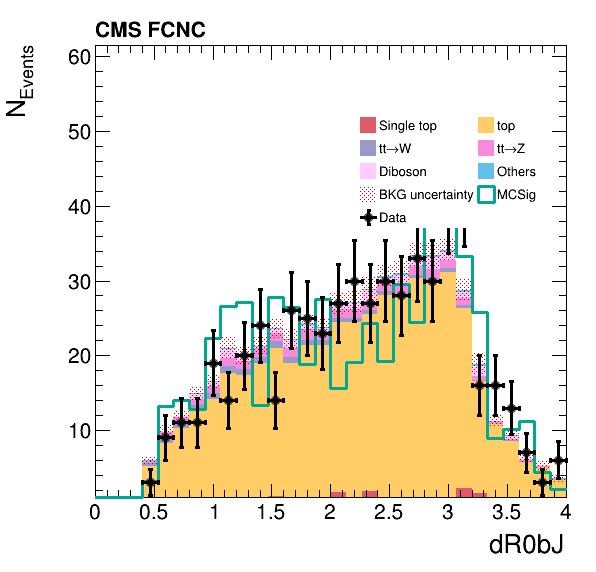 CMS FCNC
N_Events
60
50
Single top top
tt→W tt→Z
Diboson Others
BKG uncertainty MCSig
Data
40
30
20
10
0 0.5 1 1.5 2 2.5 3 3.5 4
dR0bJ